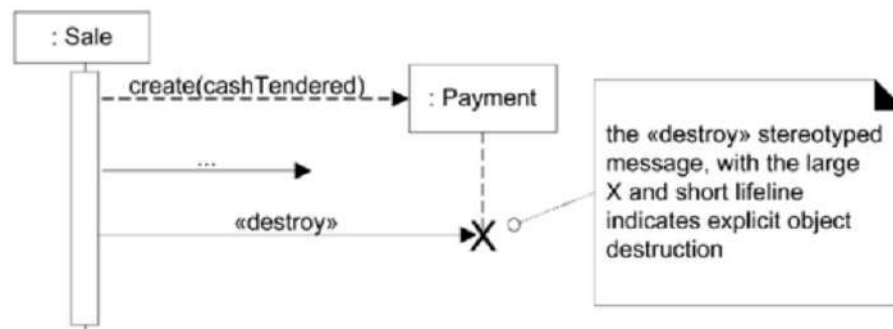 : Sale
create(cashTendered)
: Payment
...
«destroy»
the «destroy» stereotyped
message, with the large
X and short lifeline
indicates explicit object
destruction